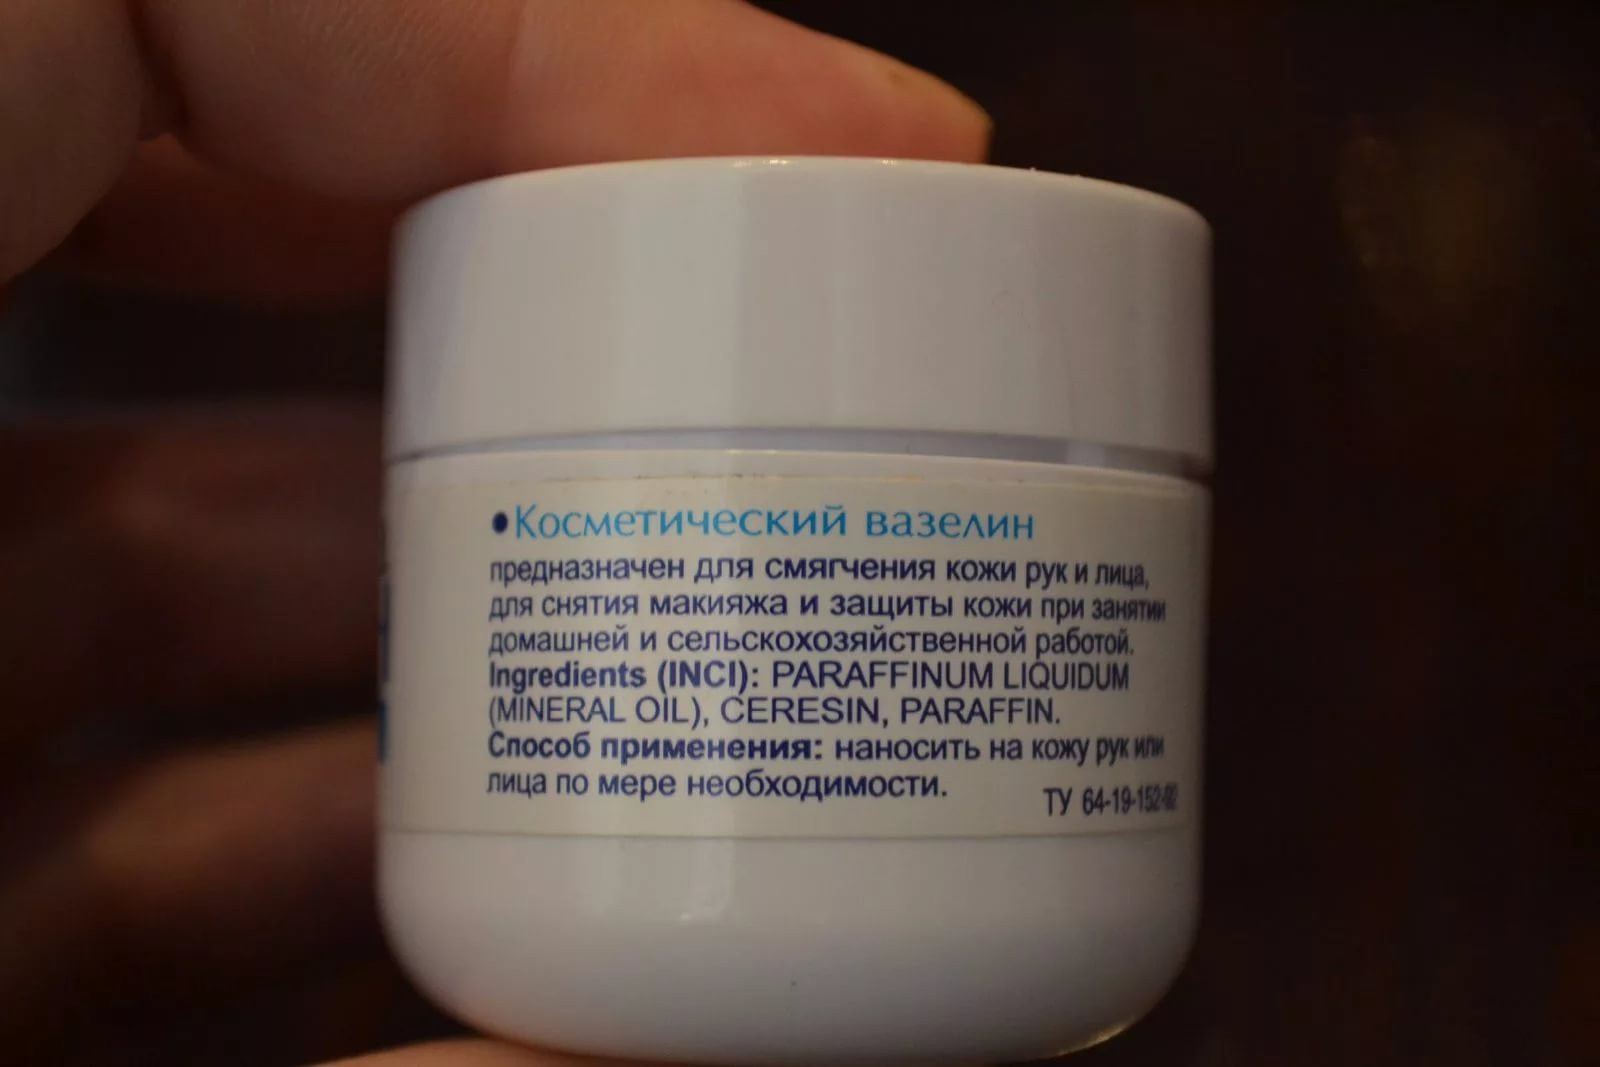 •Косметический вазелин
предназначен для смягчения кожи рук и лица,
для снятия макияжа и защиты кожи при занятии
домашней и сельскохозяйственной работой.
Ingredients (INCI): PARAFFINUM LIQUIDUM
(MINERAL OIL), CERESIN, PARAFFIN.
Способ применения: наносить на кожу рук или
лица по мере необходимости.
ТУ